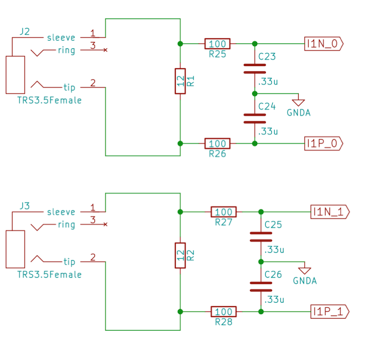 J2
sleeve 1
ring 3
tip 2
TRS3.5Female
12
R1
100
R25
100
R26
C23
.33u
C24
.33u
GNDA
I1N_0
I1P_0
J3
sleeve 1
ring 3
tip 2
TRS3.5Female
12
R2
100
R27
100
R28
C25
.33u
C26
.33u
GNDA
I1N_1
I1P_1